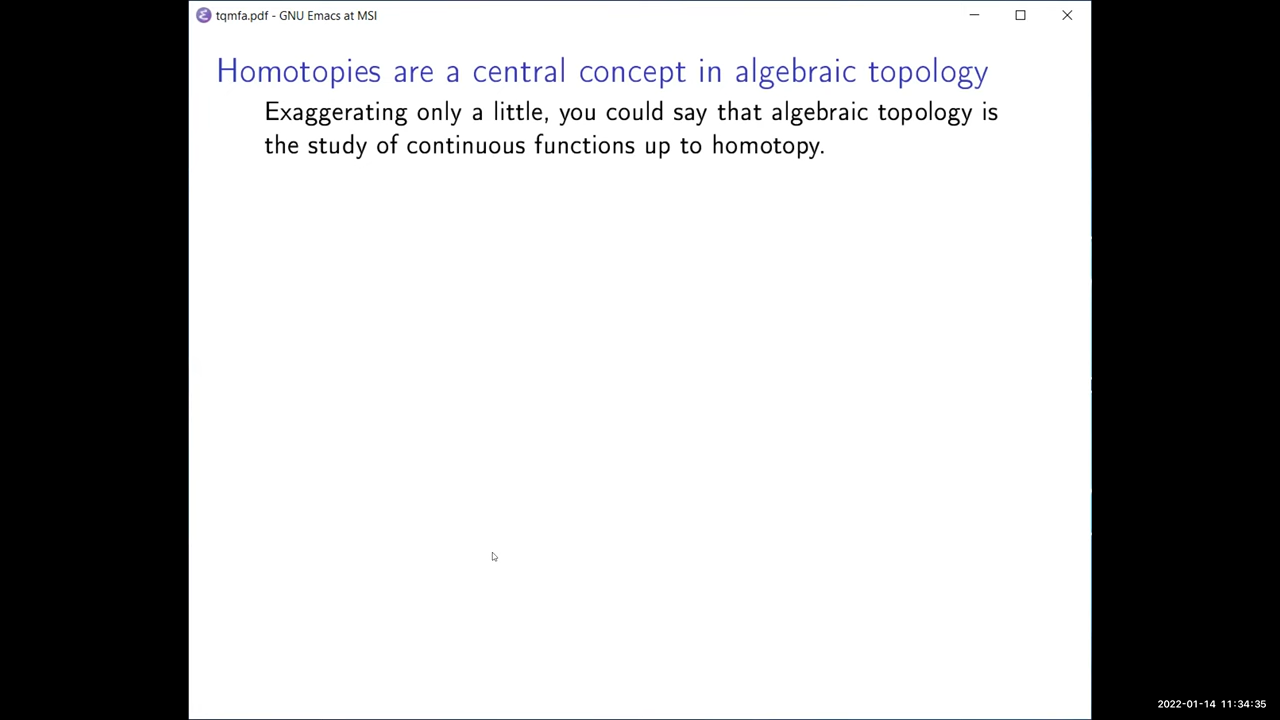 tqmfa.pdf - GNU Emacs at MSI
Homotopies are a central concept in algebraic topology
Exaggerating only a little, you could say that algebraic topology is
the study of continuous functions up to homotopy.
2022-01-14 11:34:35